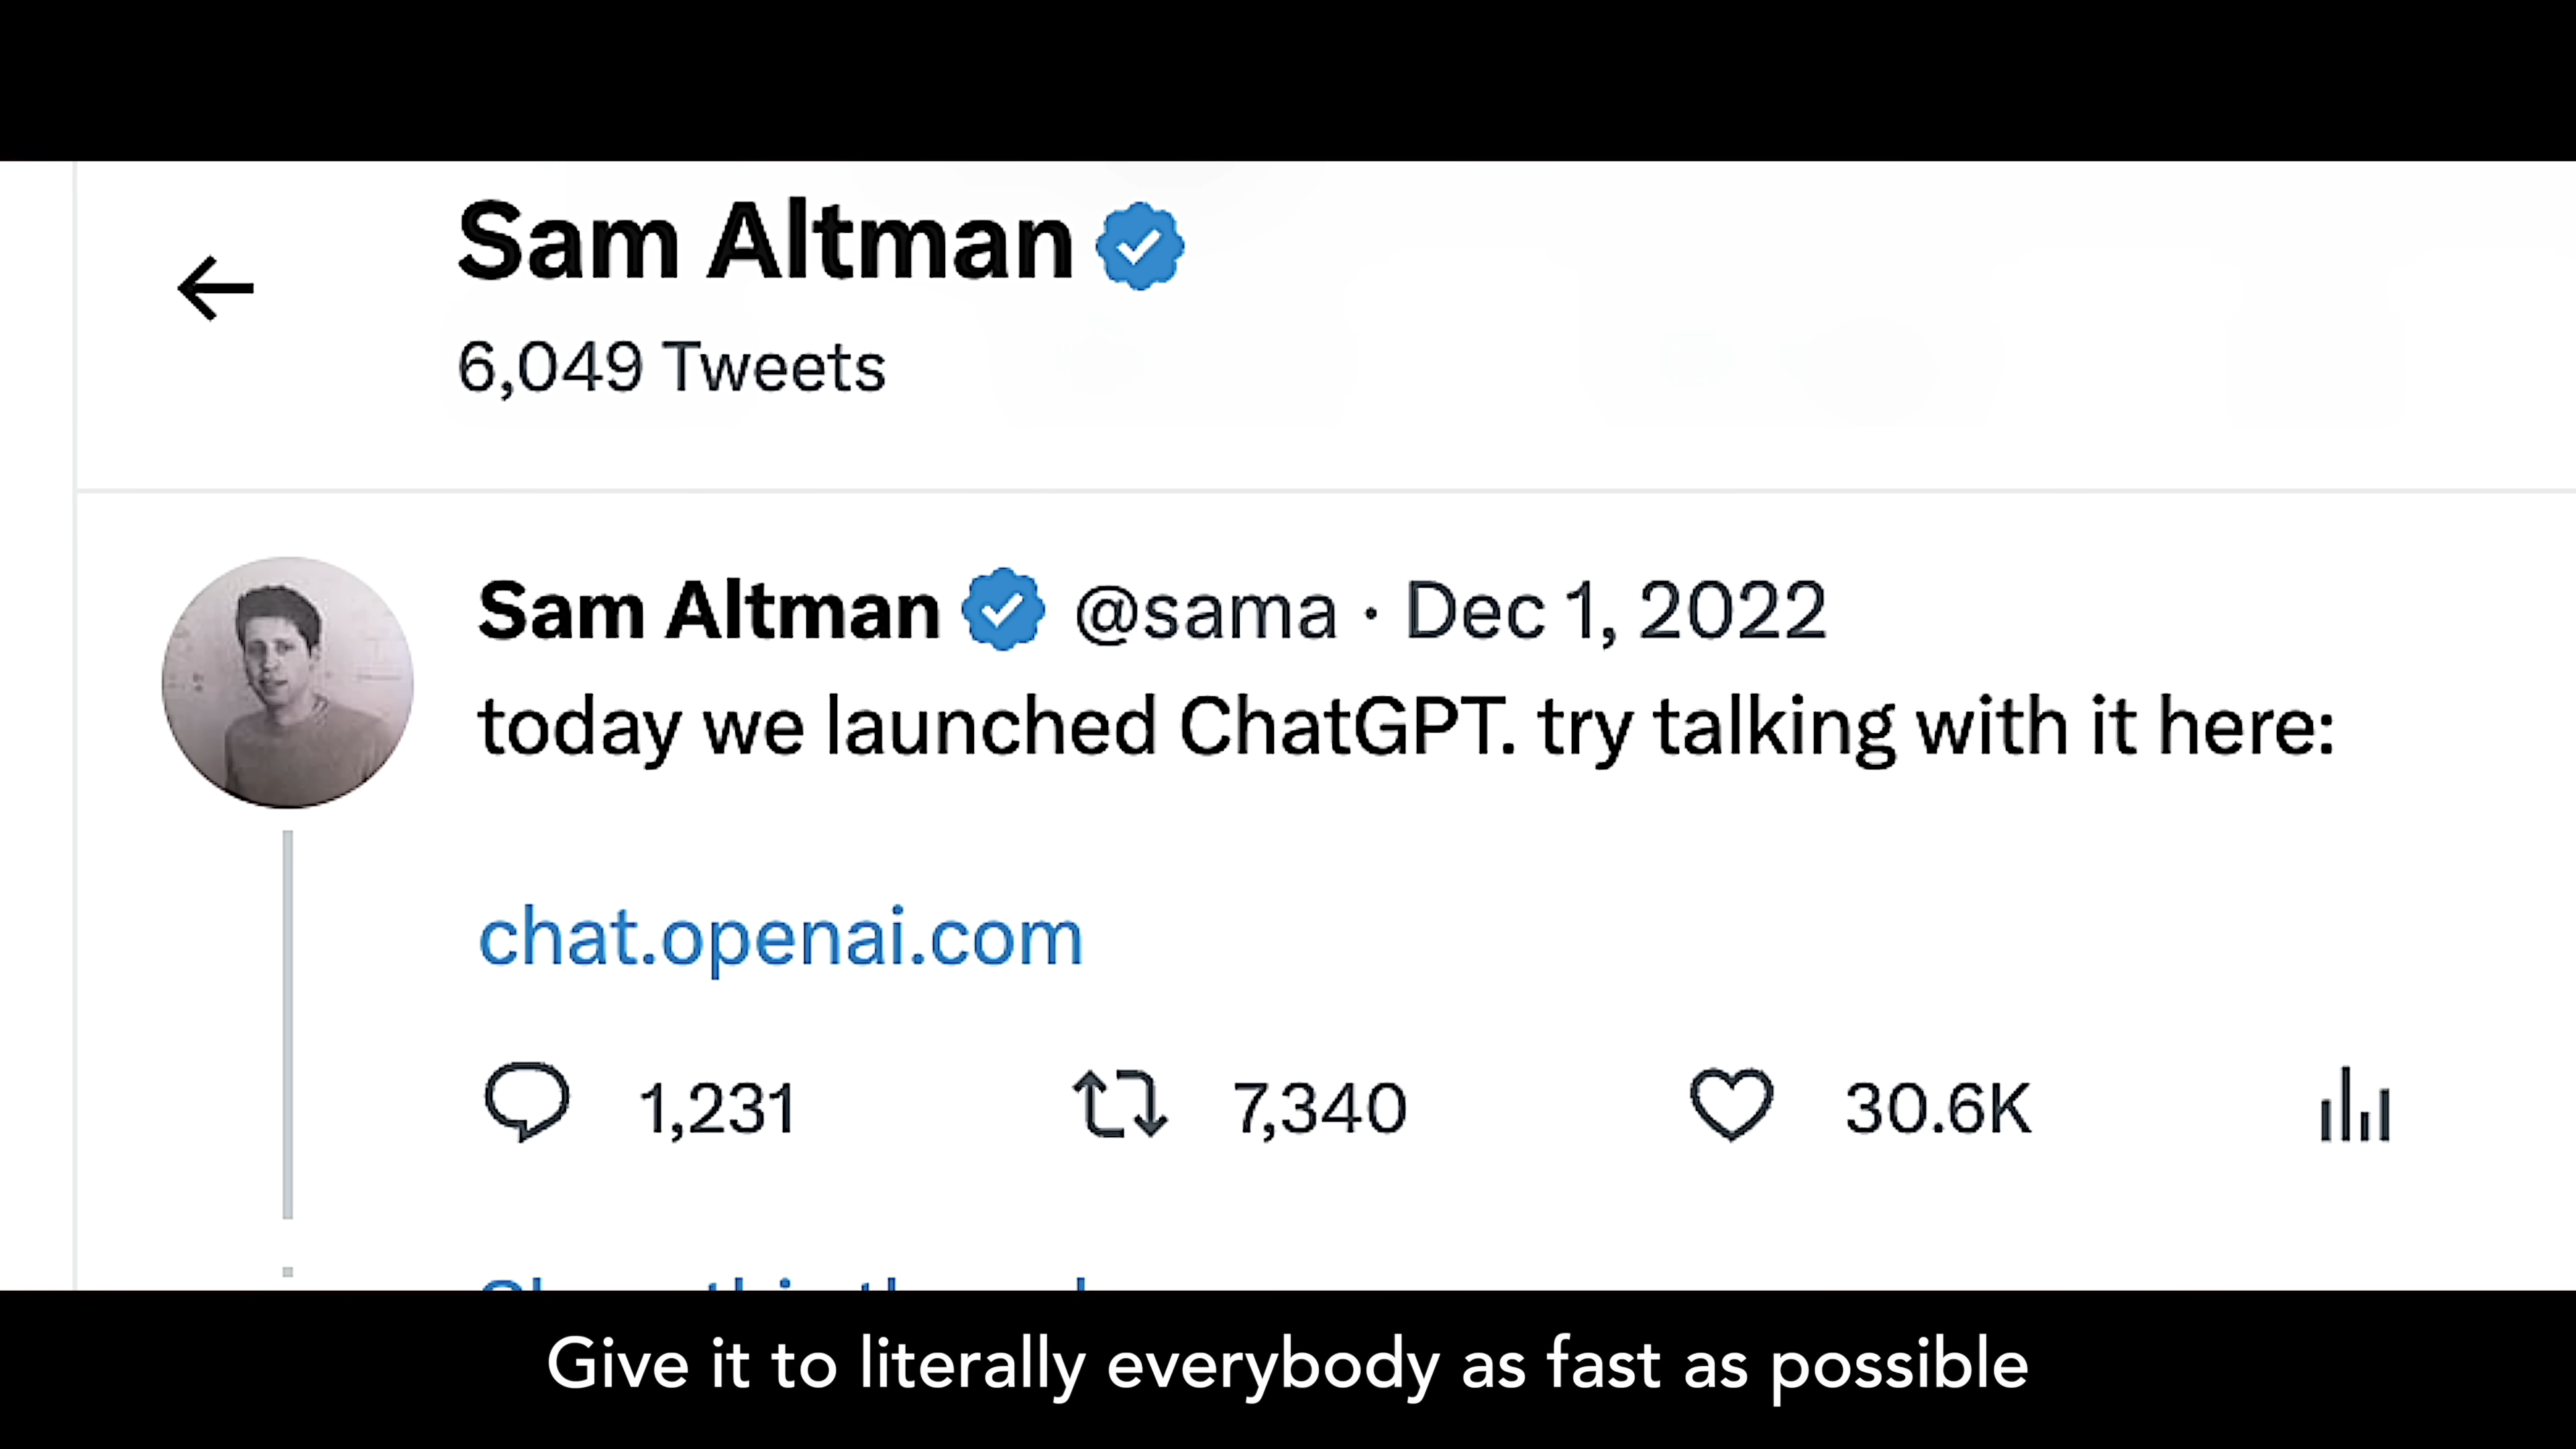 Sam Altman
6,049 Tweets
Sam Altman @sama · Dec 1, 2022
today we launched ChatGPT. try talking with it here:
chat.openai.com
1,231 7,340 30.6K
Give it to literally everybody as fast as possible